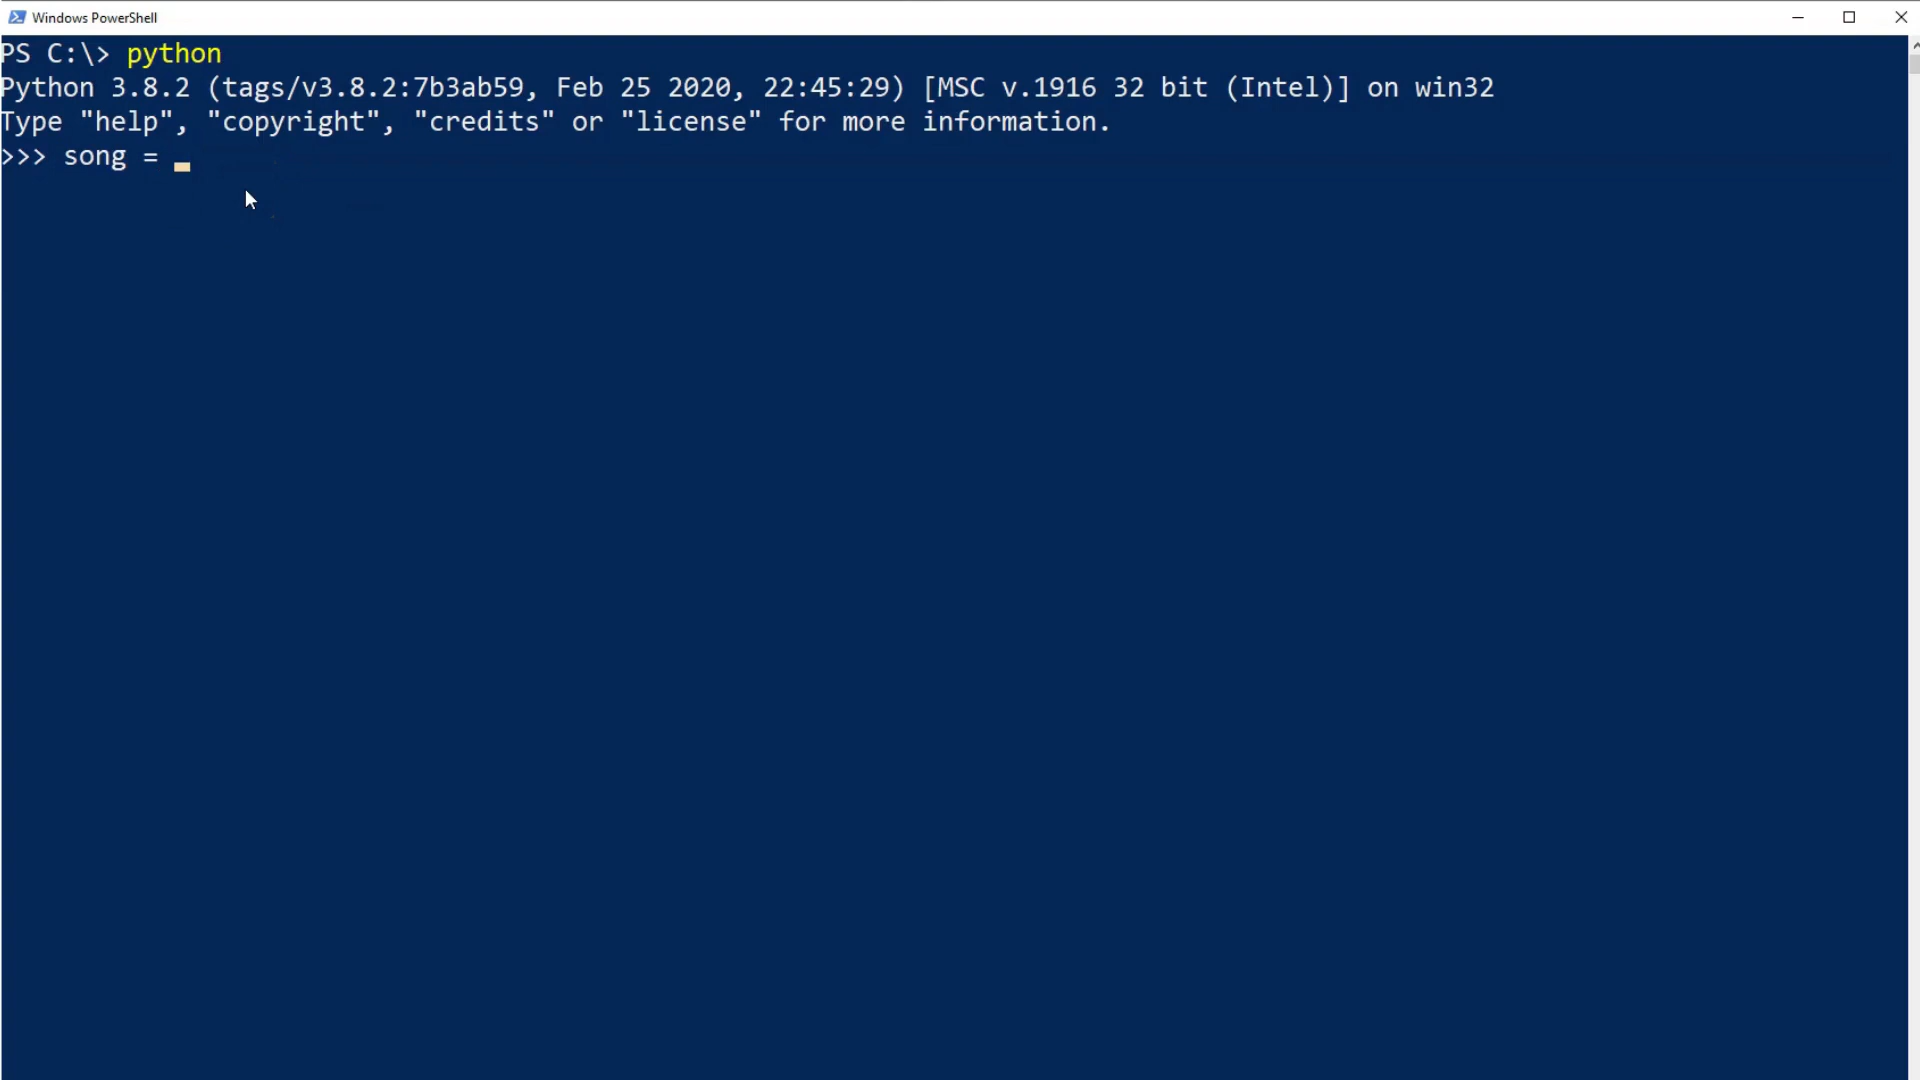 Windows PowerShell
PS C:\> python
Python 3.8.2 (tags/v3.8.2:7b3ab59, Feb 25 2020, 22:45:29) [MSC v.1916 32 bit (Intel)] on win32
Type "help", "copyright", "credits" or "license" for more information.
>>> song =